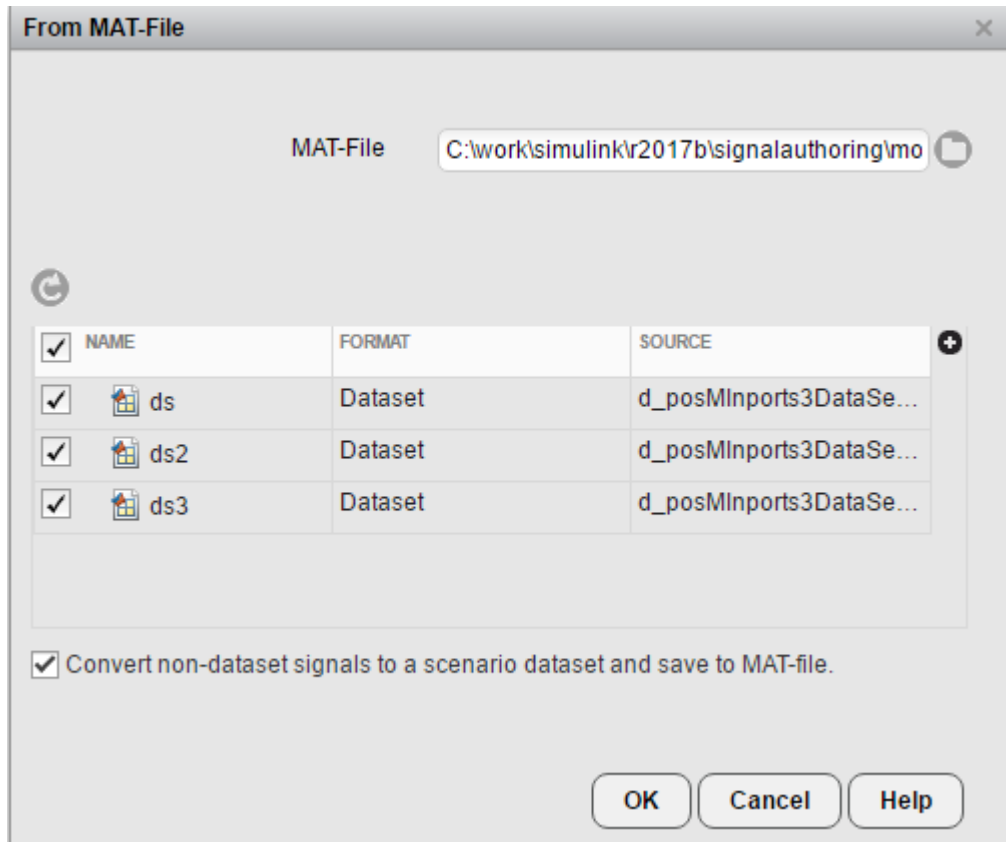 From MAT-File
MAT-File C:\work\simulink\r2017b\signalauthoring\mo
NAME FORMAT SOURCE
ds Dataset d_posMInports3DataSe...
ds2 Dataset d_posMInports3DataSe...
ds3 Dataset d_posMInports3DataSe...
Convert non-dataset signals to a scenario dataset and save to MAT-file.
OK Cancel Help